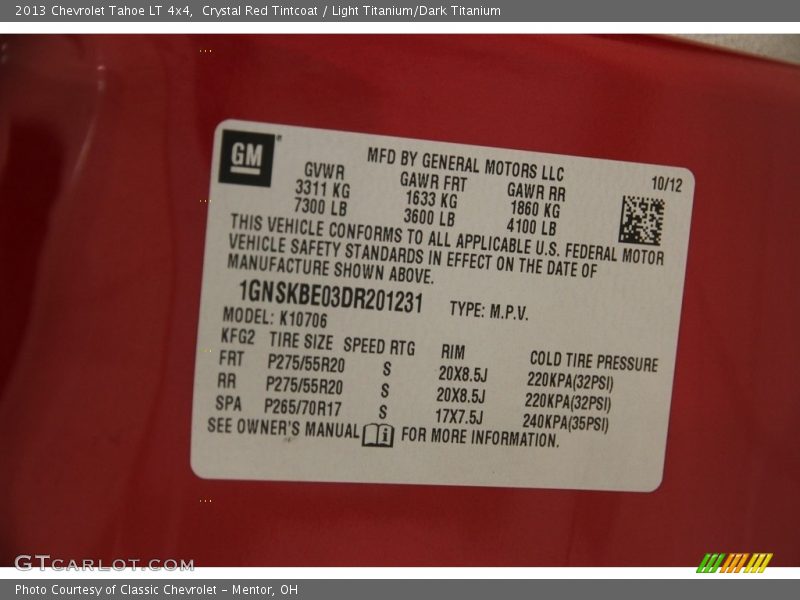 2013 Chevrolet Tahoe LT 4x4, Crystal Red Tintcoat / Light Titanium/Dark Titanium
GM
MFD BY GENERAL MOTORS LLC
10/12
GVWR GAWR FRT GAWR RR
3311 KG 1633 KG 1860 KG
7300 LB 3600 LB 4100 LB
THIS VEHICLE CONFORMS TO ALL APPLICABLE U.S. FEDERAL MOTOR
VEHICLE SAFETY STANDARDS IN EFFECT ON THE DATE OF
MANUFACTURE SHOWN ABOVE.
1GNSKBE03DR201231 TYPE: M.P.V.
MODEL: K10706
KFG2 TIRE SIZE SPEED RTG RIM COLD TIRE PRESSURE
FRT P275/55R20 S 20X8.5J 220KPA(32PSI)
RR P275/55R20 S 20X8.5J 220KPA(32PSI)
SPA P265/70R17 S 17X7.5J 240KPA(35PSI)
SEE OWNER'S MANUAL FOR MORE INFORMATION.
GTCARLOT.COM
Photo Courtesy of Classic Chevrolet - Mentor, OH